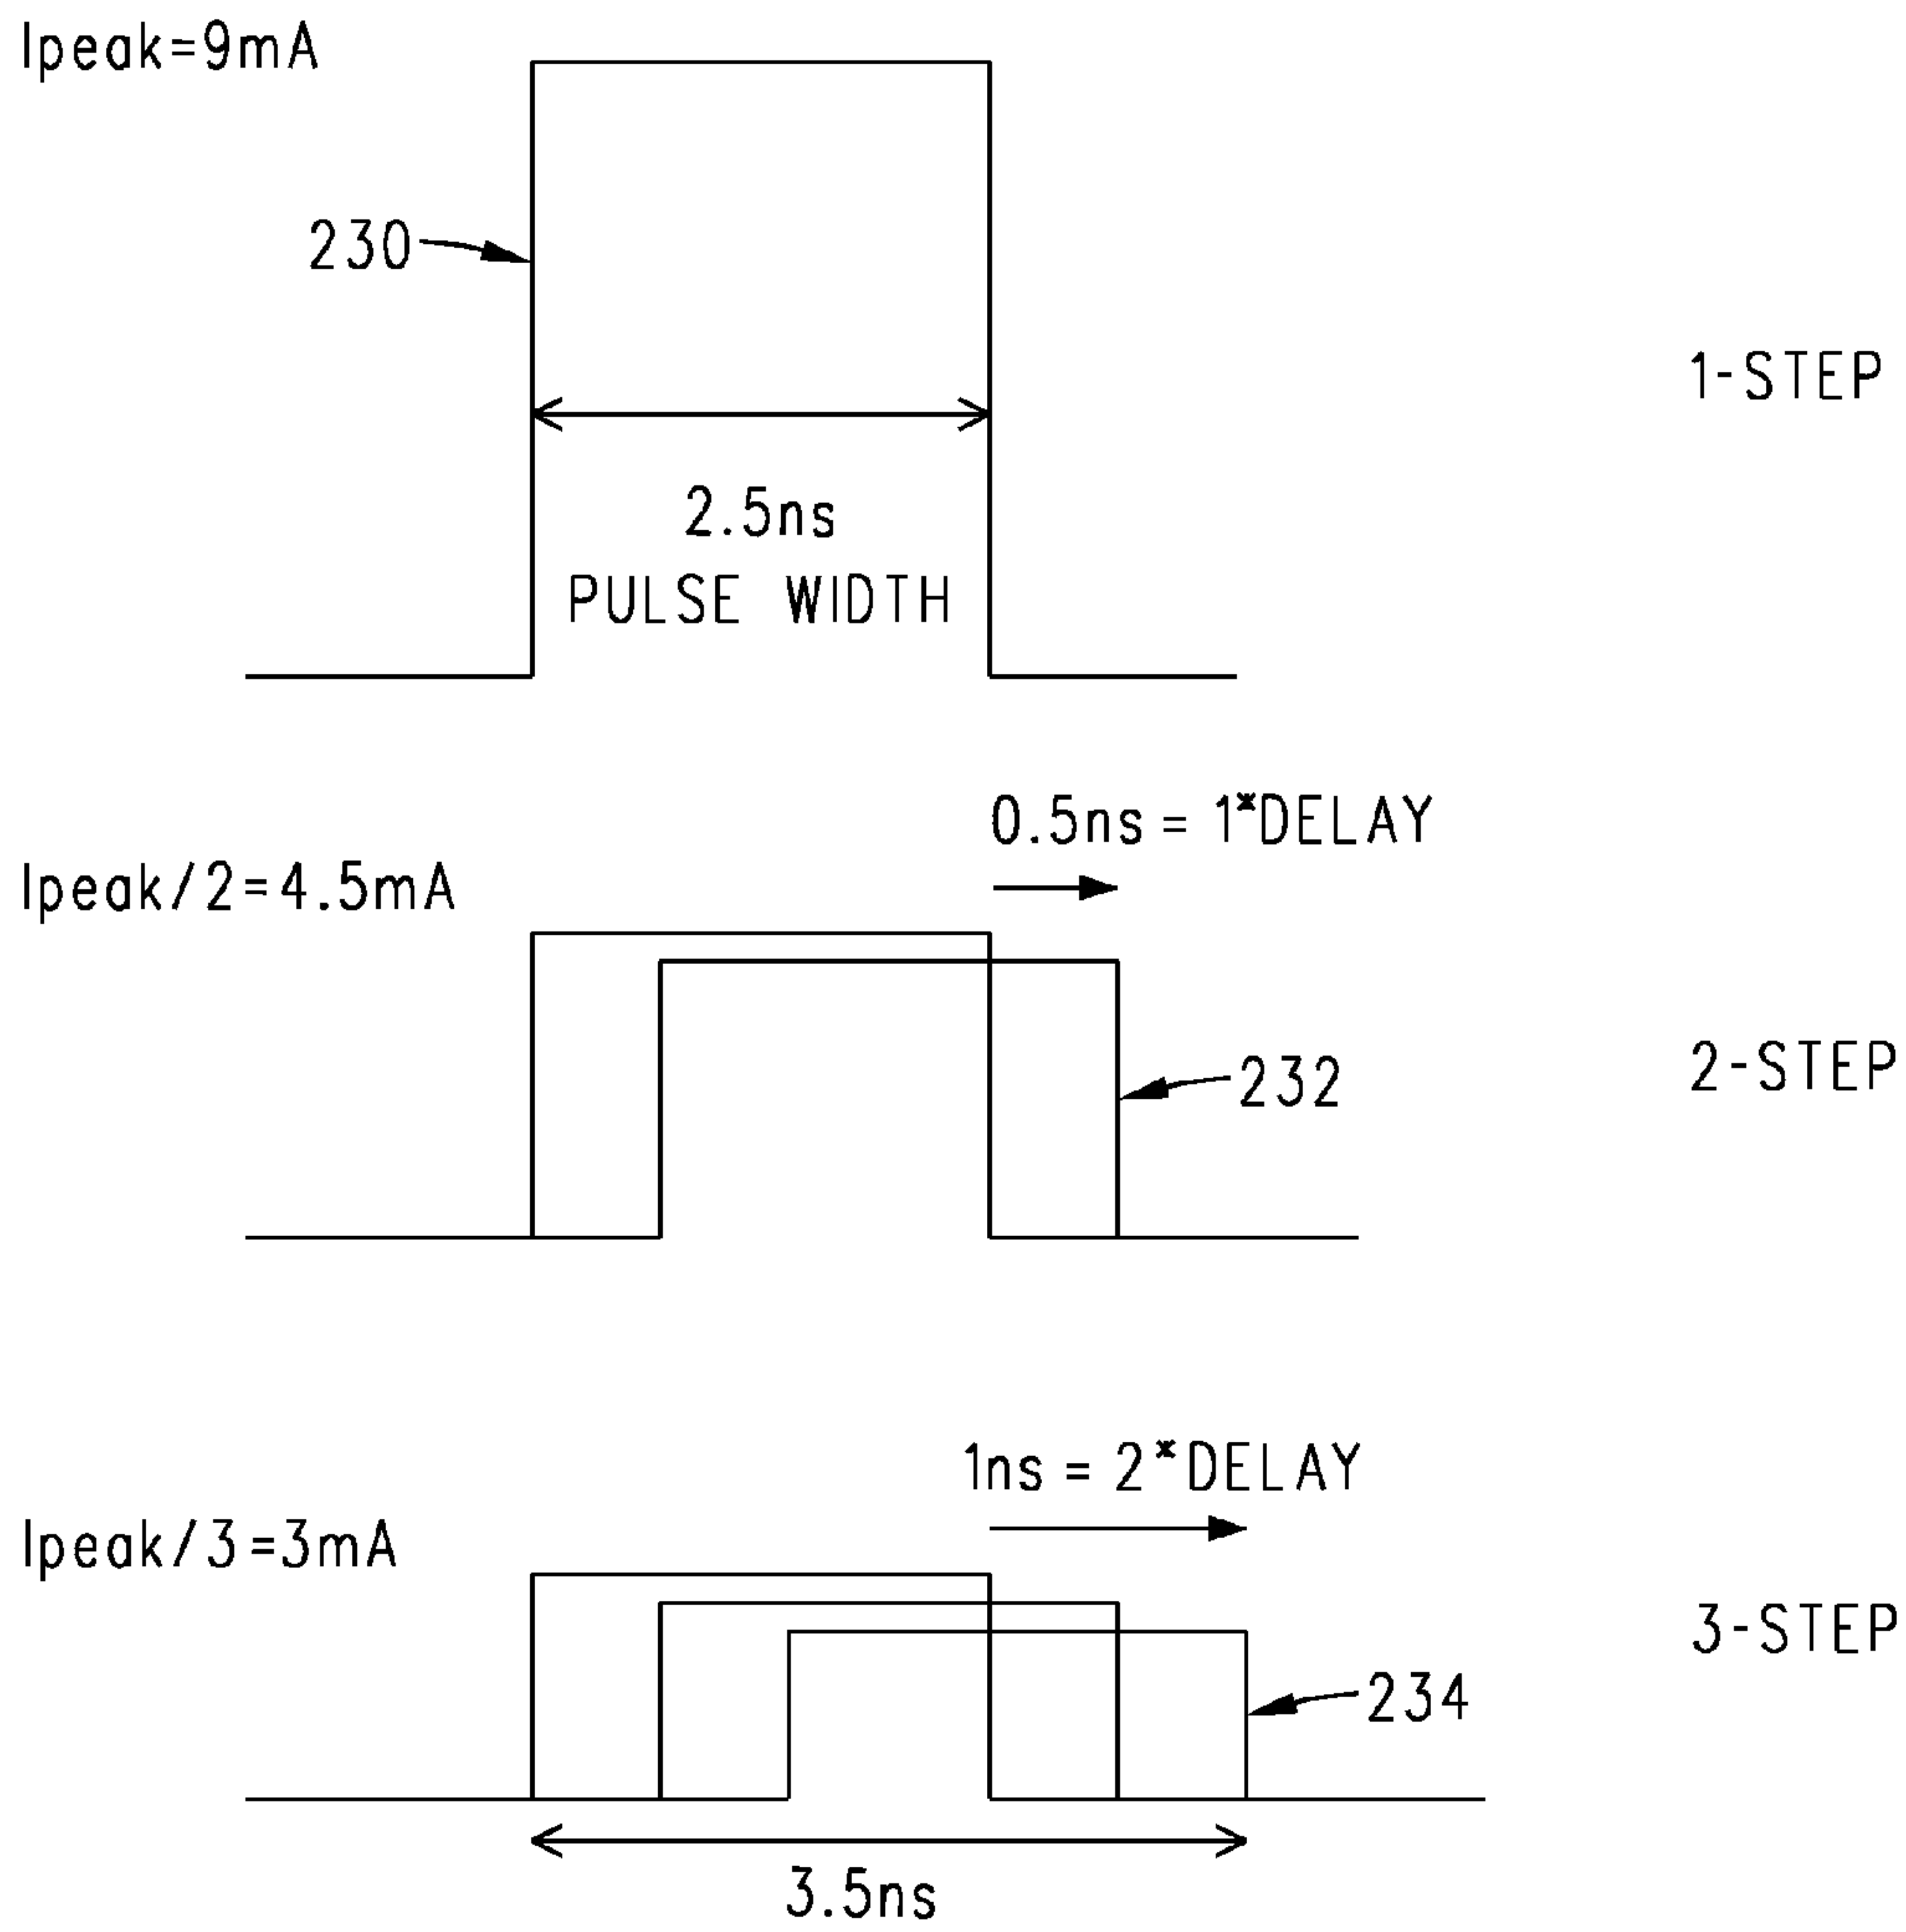 Ipeak=9mA
230
1-STEP
2.5ns
PULSE WIDTH
0.5ns = 1*DELAY
Ipeak/2=4.5mA
232
2-STEP
1ns = 2*DELAY
Ipeak/3=3mA
3-STEP
234
3.5ns